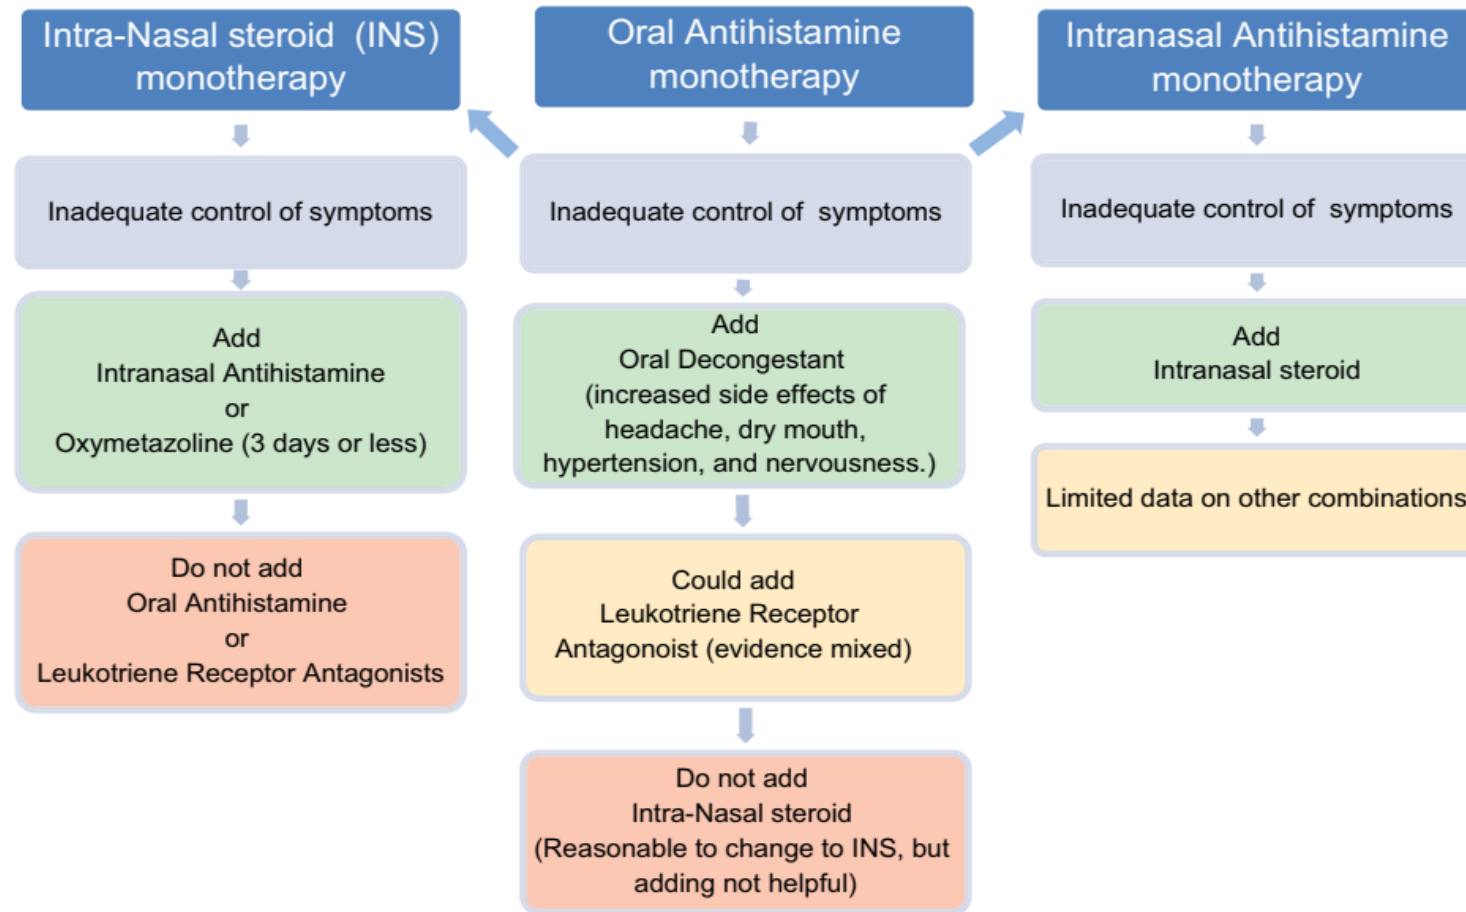 Intra-Nasal steroid (INS)
monotherapy
Inadequate control of symptoms
Add
Intranasal Antihistamine
or
Oxymetazoline (3 days or less)
Do not add
Oral Antihistamine
or
Leukotriene Receptor Antagonists
Oral Antihistamine
monotherapy
Inadequate control of symptoms
Add
Oral Decongestant
(increased side effects of
headache, dry mouth,
hypertension, and nervousness.)
Could add
Leukotriene Receptor
Antagonoist (evidence mixed)
Do not add
Intra-Nasal steroid
(Reasonable to change to INS, but
adding not helpful)
Intranasal Antihistamine
monotherapy
Inadequate control of symptoms
Add
Intranasal steroid
Limited data on other combinations